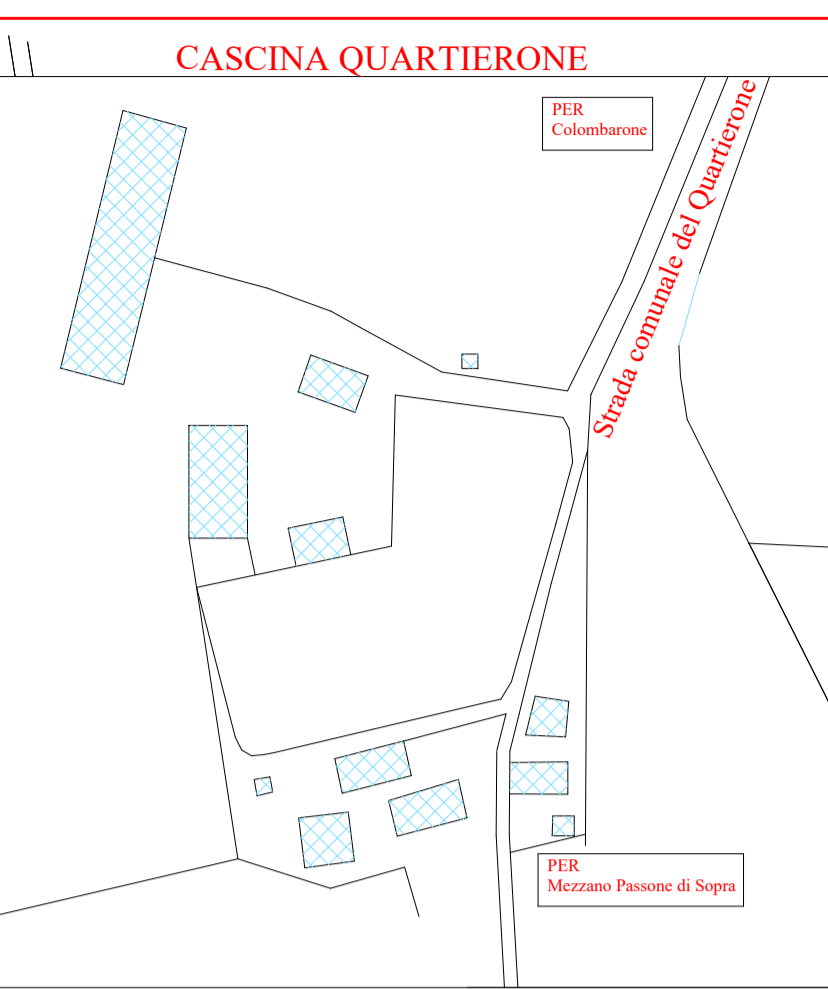 CASCINA QUARTIERONE
PER
Colombarone
Strada comunale del Quartierone
PER
Mezzano Passone di Sopra